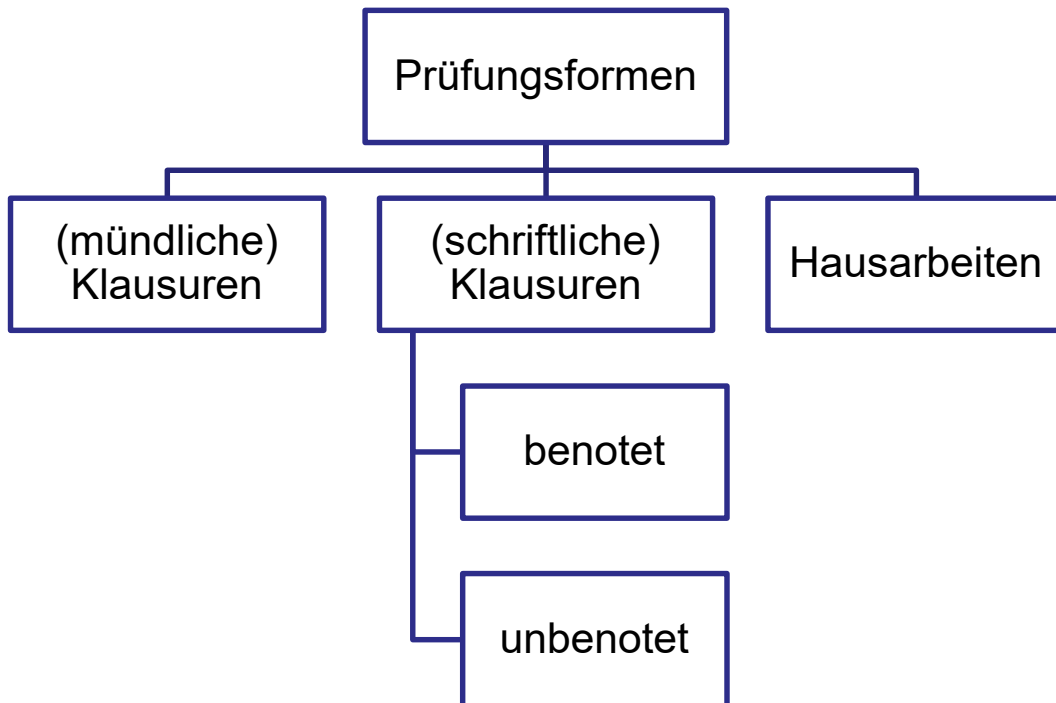 Prüfungsformen
(mündliche)
Klausuren
(schriftliche)
Klausuren
Hausarbeiten
benotet
unbenotet